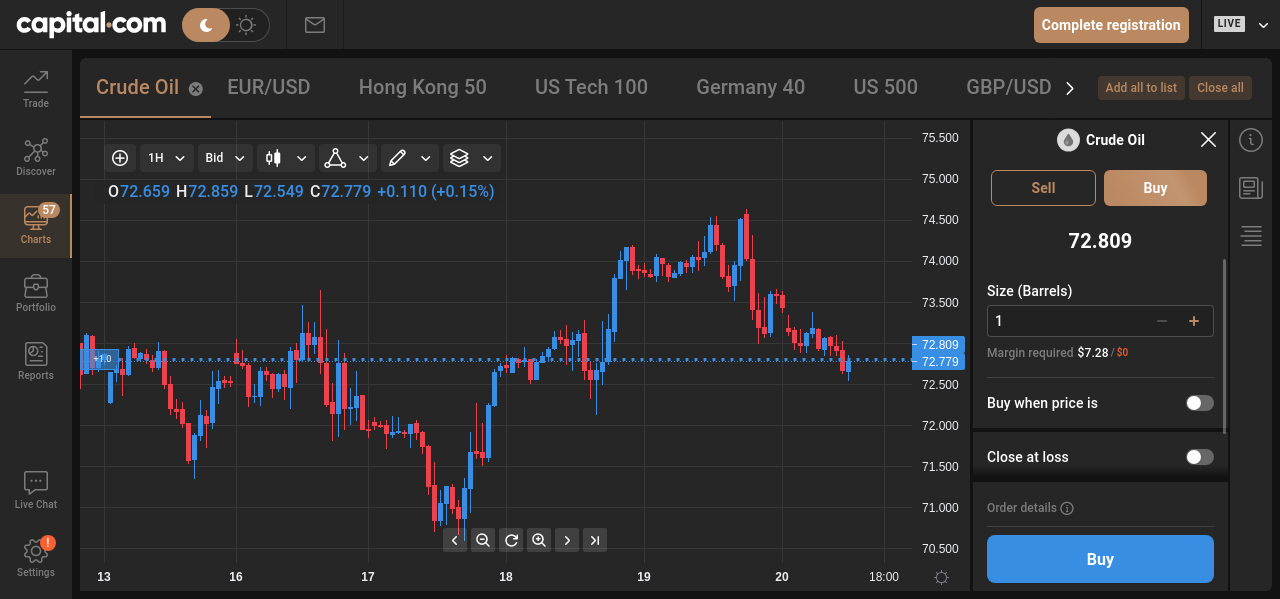 capital.com
Complete registration
LIVE
Trade
Discover
57
Charts
Portfolio
Reports
Live Chat
!
Settings
Crude Oil
EUR/USD
Hong Kong 50
US Tech 100
Germany 40
US 500
GBP/USD
Add all to list
Close all
1H
Bid
O72.659 H72.859 L72.549 C72.779 +0.110 (+0.15%)
+1.0
75.500
75.000
74.500
74.000
73.500
72.809
72.779
72.500
72.000
71.500
71.000
70.500
13
16
17
18
19
20
18:00
Crude Oil
Sell
Buy
72.809
Size (Barrels)
1
Margin required $7.28 / $0
Buy when price is
Close at loss
Order details
Buy